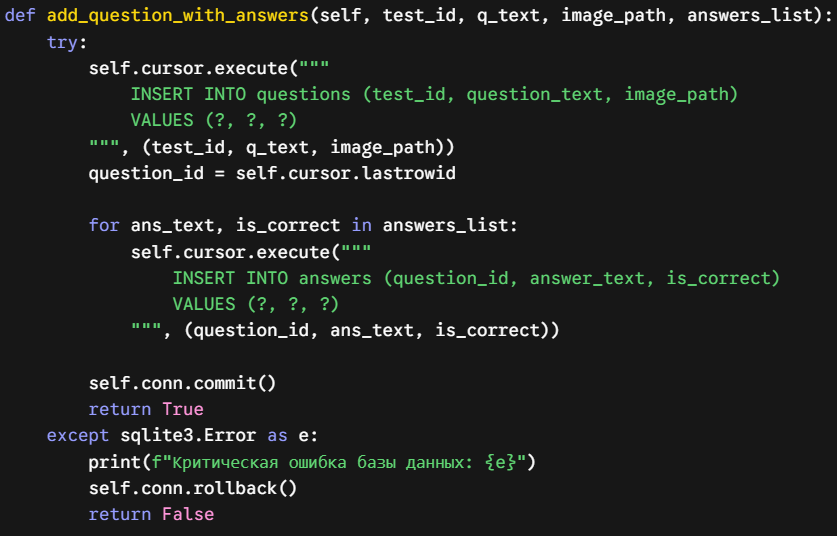 def add_question_with_answers(self, test_id, q_text, image_path, answers_list):
    try:
        self.cursor.execute("""
            INSERT INTO questions (test_id, question_text, image_path)
            VALUES (?, ?, ?)
        """, (test_id, q_text, image_path))
        question_id = self.cursor.lastrowid

        for ans_text, is_correct in answers_list:
            self.cursor.execute("""
                INSERT INTO answers (question_id, answer_text, is_correct)
                VALUES (?, ?, ?)
            """, (question_id, ans_text, is_correct))

        self.conn.commit()
        return True
    except sqlite3.Error as e:
        print(f"Критическая ошибка базы данных: {e}")
        self.conn.rollback()
        return False